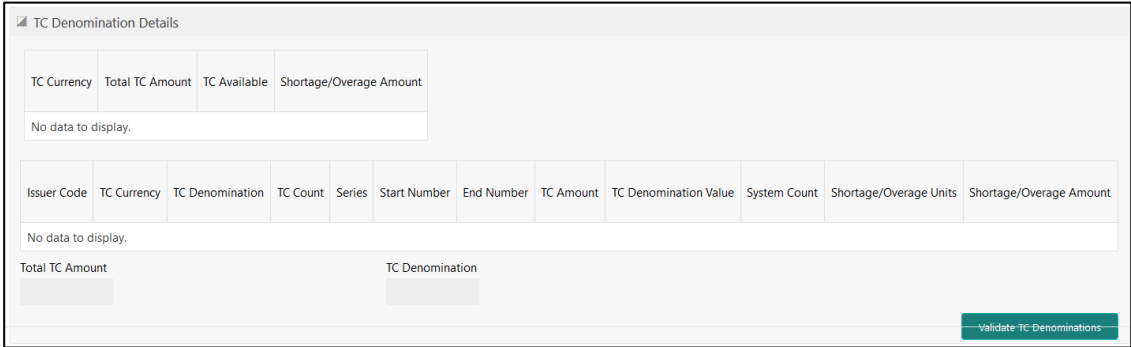 TC Denomination Details
TC Currency Total TC Amount TC Available Shortage/Overage Amount
No data to display.
Issuer Code TC Currency TC Denomination TC Count Series Start Number End Number TC Amount TC Denomination Value System Count Shortage/Overage Units Shortage/Overage Amount
No data to display.
Total TC Amount TC Denomination
Validate TC Denominations